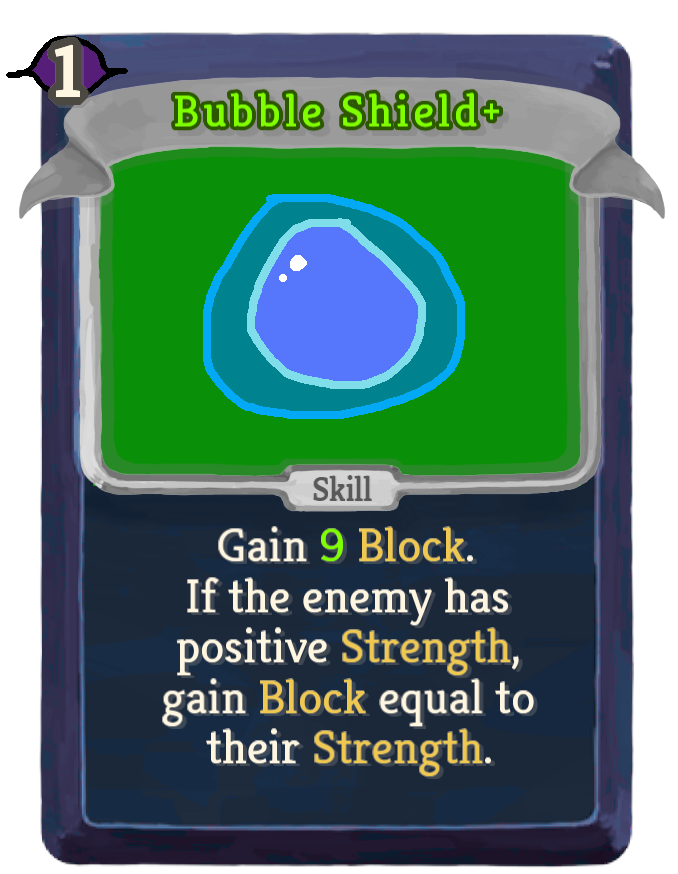 1
Bubble Shield+
Skill
Gain 9 Block.
If the enemy has
positive Strength,
gain Block equal to
their Strength.